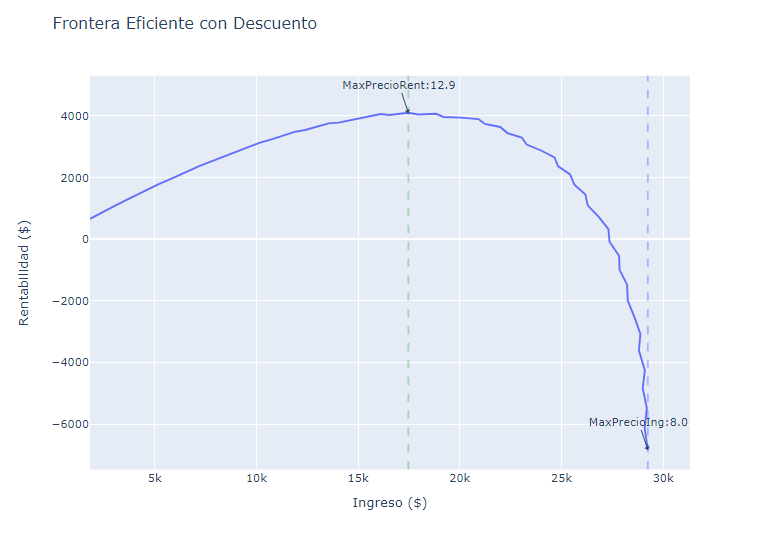 Frontera Eficiente con Descuento
MaxPrecioRent:12.9
4000
2000
0
−2000
−4000
−6000
Rentabilidad ($)
MaxPrecioIng:8.0
5k
10k
15k
20k
25k
30k
Ingreso ($)